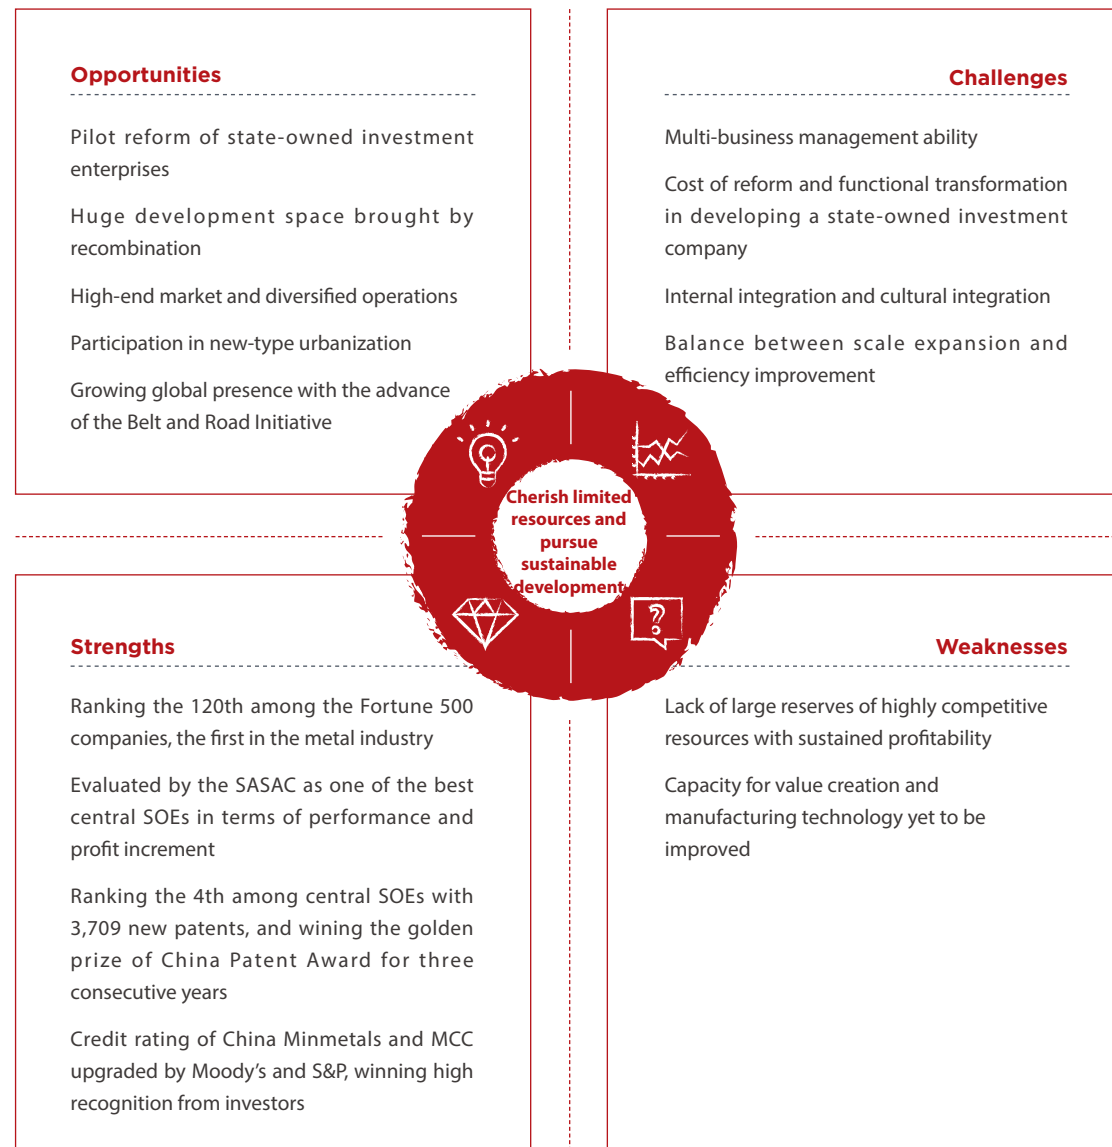 Opportunities
Pilot reform of state-owned investment
enterprises
Huge development space brought by
recombination
High-end market and diversified operations
Participation in new-type urbanization
Growing global presence with the advance
of the Belt and Road Initiative
Challenges
Multi-business management ability
Cost of reform and functional transformation
in developing a state-owned investment
company
Internal integration and cultural integration
Balance between scale expansion and
efficiency improvement
Cherish limited
resources and
pursue
sustainable
development
Strengths
Ranking the 120th among the Fortune 500
companies, the first in the metal industry
Evaluated by the SASAC as one of the best
central SOEs in terms of performance and
profit increment
Ranking the 4th among central SOEs with
3,709 new patents, and wining the golden
prize of China Patent Award for three
consecutive years
Credit rating of China Minmetals and MCC
upgraded by Moody's and S&P, winning high
recognition from investors
Weaknesses
Lack of large reserves of highly competitive
resources with sustained profitability
Capacity for value creation and
manufacturing technology yet to be
improved